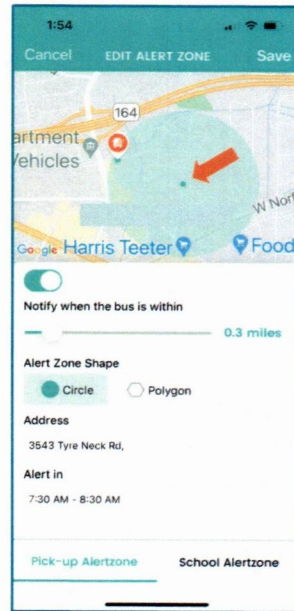 1:54
Cancel EDIT ALERT ZONE Save
164
artment
Vehicles
W Nor
Google Harris Teeter Food
Notify when the bus is within
0.3 miles
Alert Zone Shape
Circle Polygon
Address
3543 Tyre Neck Rd,
Alert in
7:30 AM - 8:30 AM
Pick-up Alertzone School Alertzone